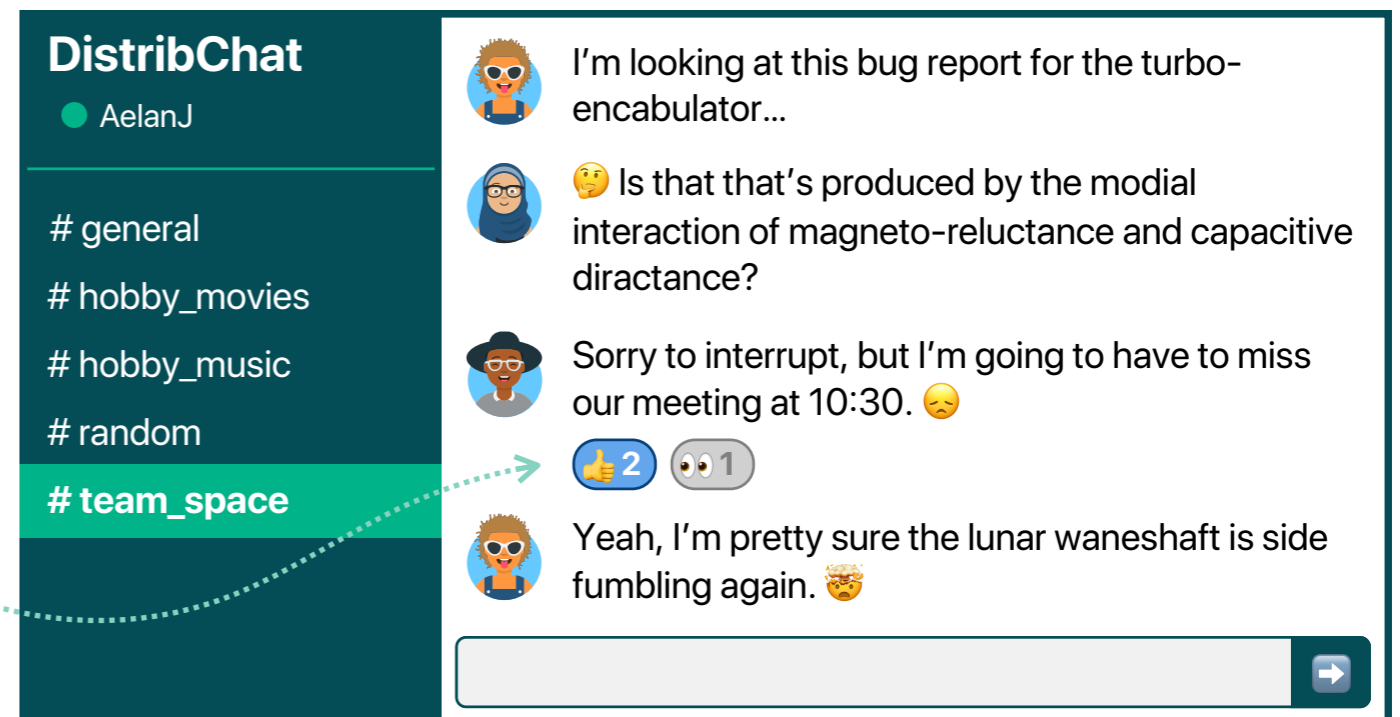 DistribChat
AelanJ
# general
# hobby_movies
# hobby_music
# random
# team_space
I’m looking at this bug report for the turbo-
encabulator…
🤔 Is that that’s produced by the modial
interaction of magneto-reluctance and capacitive
diractance?
Sorry to interrupt, but I’m going to have to miss
our meeting at 10:30. 😞
👍 2 👀 1
Yeah, I’m pretty sure the lunar waneshaft is side
fumbling again. 🤯